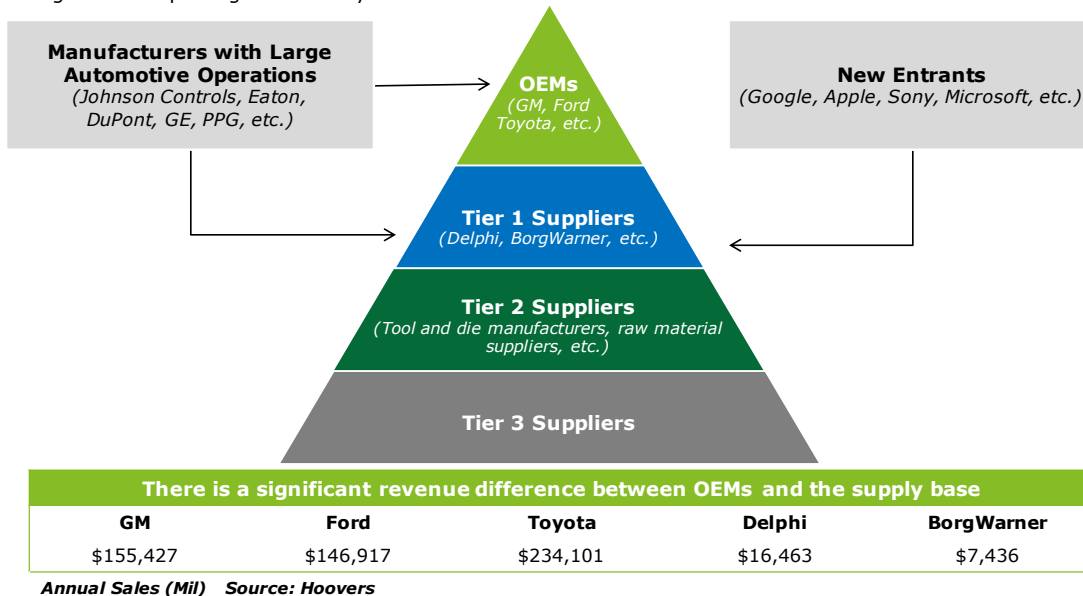 Manufacturers with Large
Automotive Operations
(Johnson Controls, Eaton,
DuPont, GE, PPG, etc.)
OEMs
(GM, Ford
Toyota, etc.)
New Entrants
(Google, Apple, Sony, Microsoft, etc.)
Tier 1 Suppliers
(Delphi, BorgWarner, etc.)
Tier 2 Suppliers
(Tool and die manufacturers, raw material
suppliers, etc.)
Tier 3 Suppliers
There is a significant revenue difference between OEMs and the supply base
GM Ford Toyota Delphi BorgWarner
$155,427 $146,917 $234,101 $16,463 $7,436
Annual Sales (Mil) Source: Hoovers